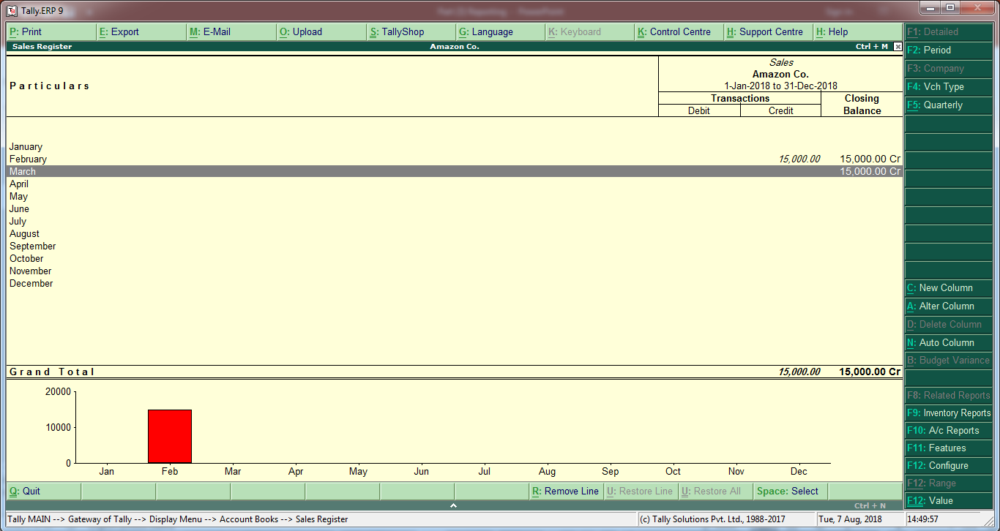 Tally.ERP 9
P: Print E: Export M: E-Mail O: Upload S: TallyShop G: Language K: Keyboard K: Control Centre H: Support Centre H: Help
Sales Register Amazon Co. Ctrl + M
Particulars
Sales
Amazon Co.
1-Jan-2018 to 31-Dec-2018
Transactions Closing
Debit Credit Balance
January
February 15,000.00 15,000.00 Cr
March 15,000.00 Cr
April
May
June
July
August
September
October
November
December
Grand Total 15,000.00 15,000.00 Cr
20000
10000
0
Jan Feb Mar Apr May Jun Jul Aug Sep Oct Nov Dec
F1: Detailed
F2: Period
F3: Company
F4: Vch Type
F5: Quarterly
C: New Column
A: Alter Column
D: Delete Column
N: Auto Column
B: Budget Variance
F8: Related Reports
F9: Inventory Reports
F10: A/c Reports
F11: Features
F12: Configure
F12: Range
F12: Value
Q: Quit R: Remove Line U: Restore Line U: Restore All Space: Select
Ctrl + N
Tally MAIN --> Gateway of Tally --> Display Menu --> Account Books --> Sales Register (c) Tally Solutions Pvt. Ltd., 1988-2017 Tue, 7 Aug, 2018 14:49:57